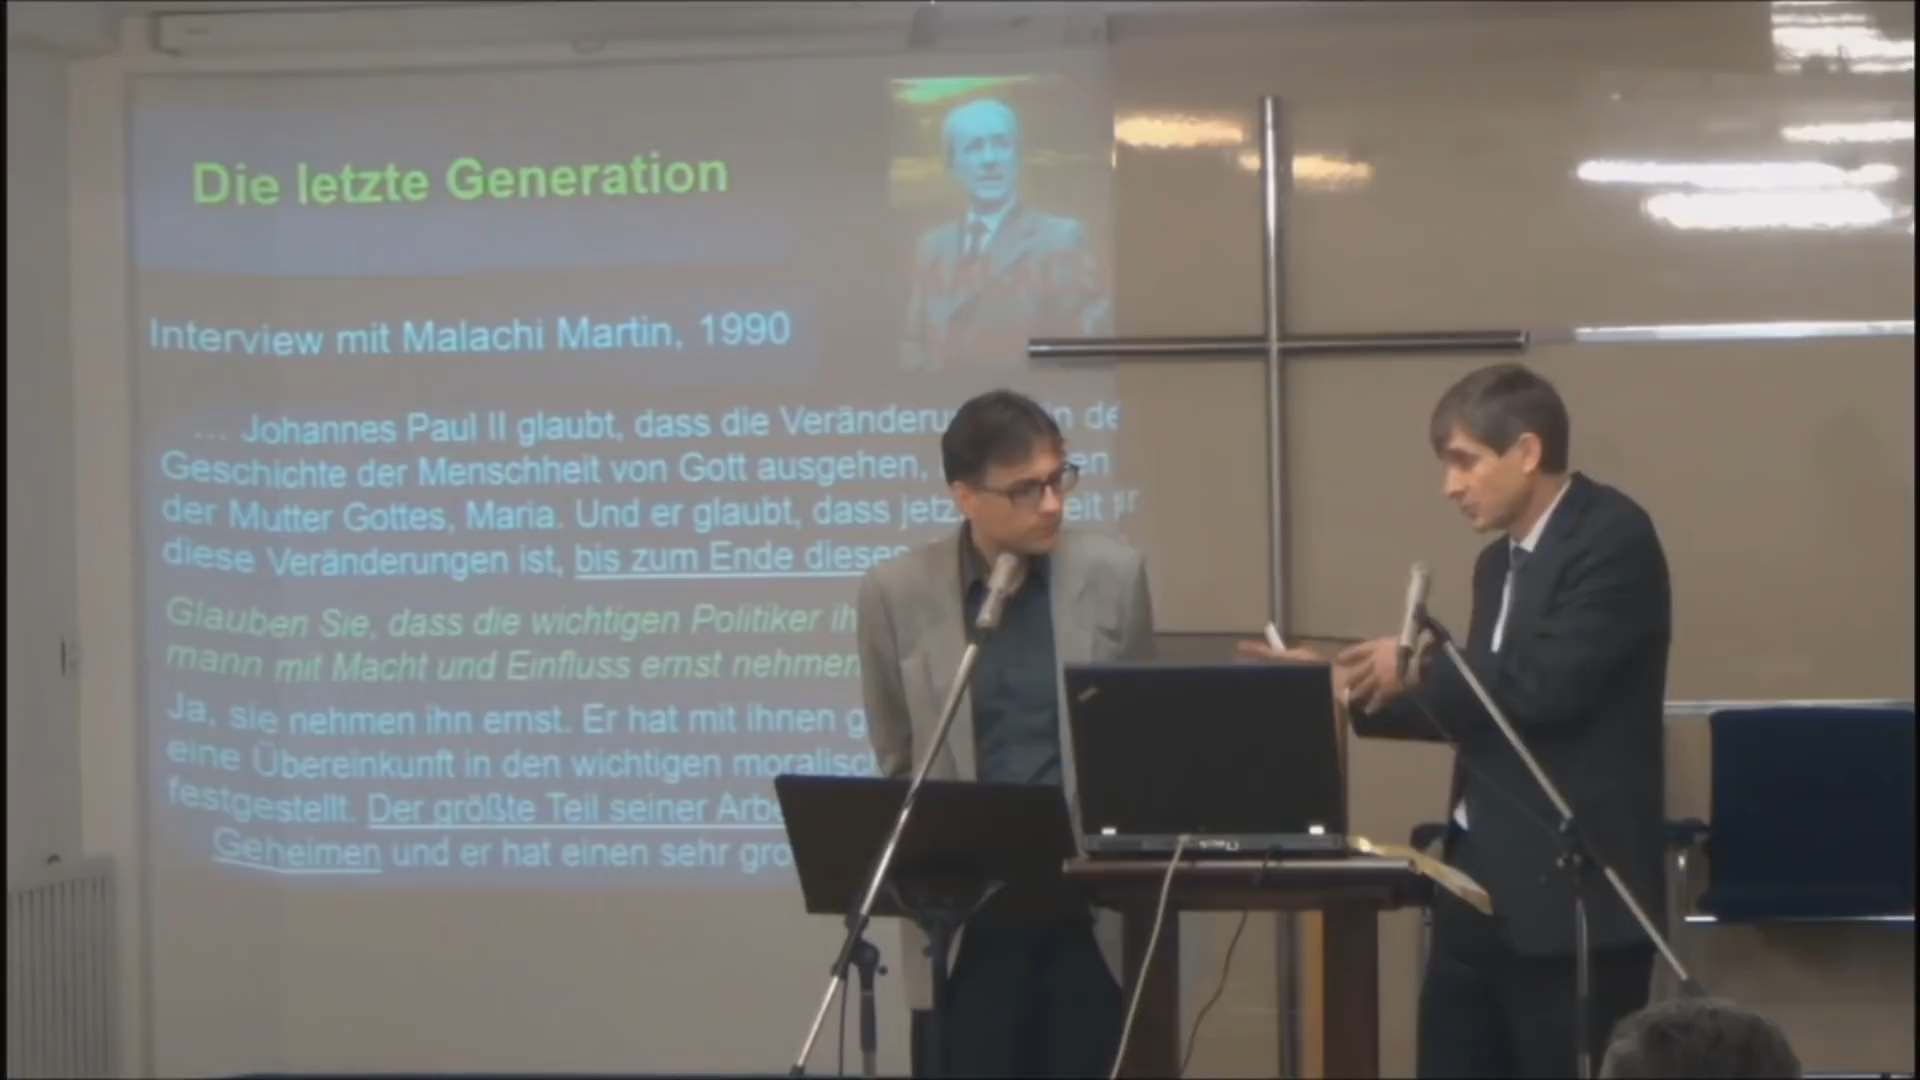 Die letzte Generation
Interview mit Malachi Martin, 1990
... Johannes Paul II glaubt, dass die
Geschichte der Menschheit von Gott ausgehen,
der Mutter Gottes, Maria. Und er glaubt, dass
diese Veränderungen ist, bis zum Ende
Glauben Sie, dass die wichtigen Politiker
mann mit Macht und Einfluss ernst nehmen
Ja, sie nehmen ihn ernst. Er hat mit ihnen
eine Übereinkunft in den wichtigen
festgestellt. Der größte Teil seiner
Geheimen und er hat einen sehr